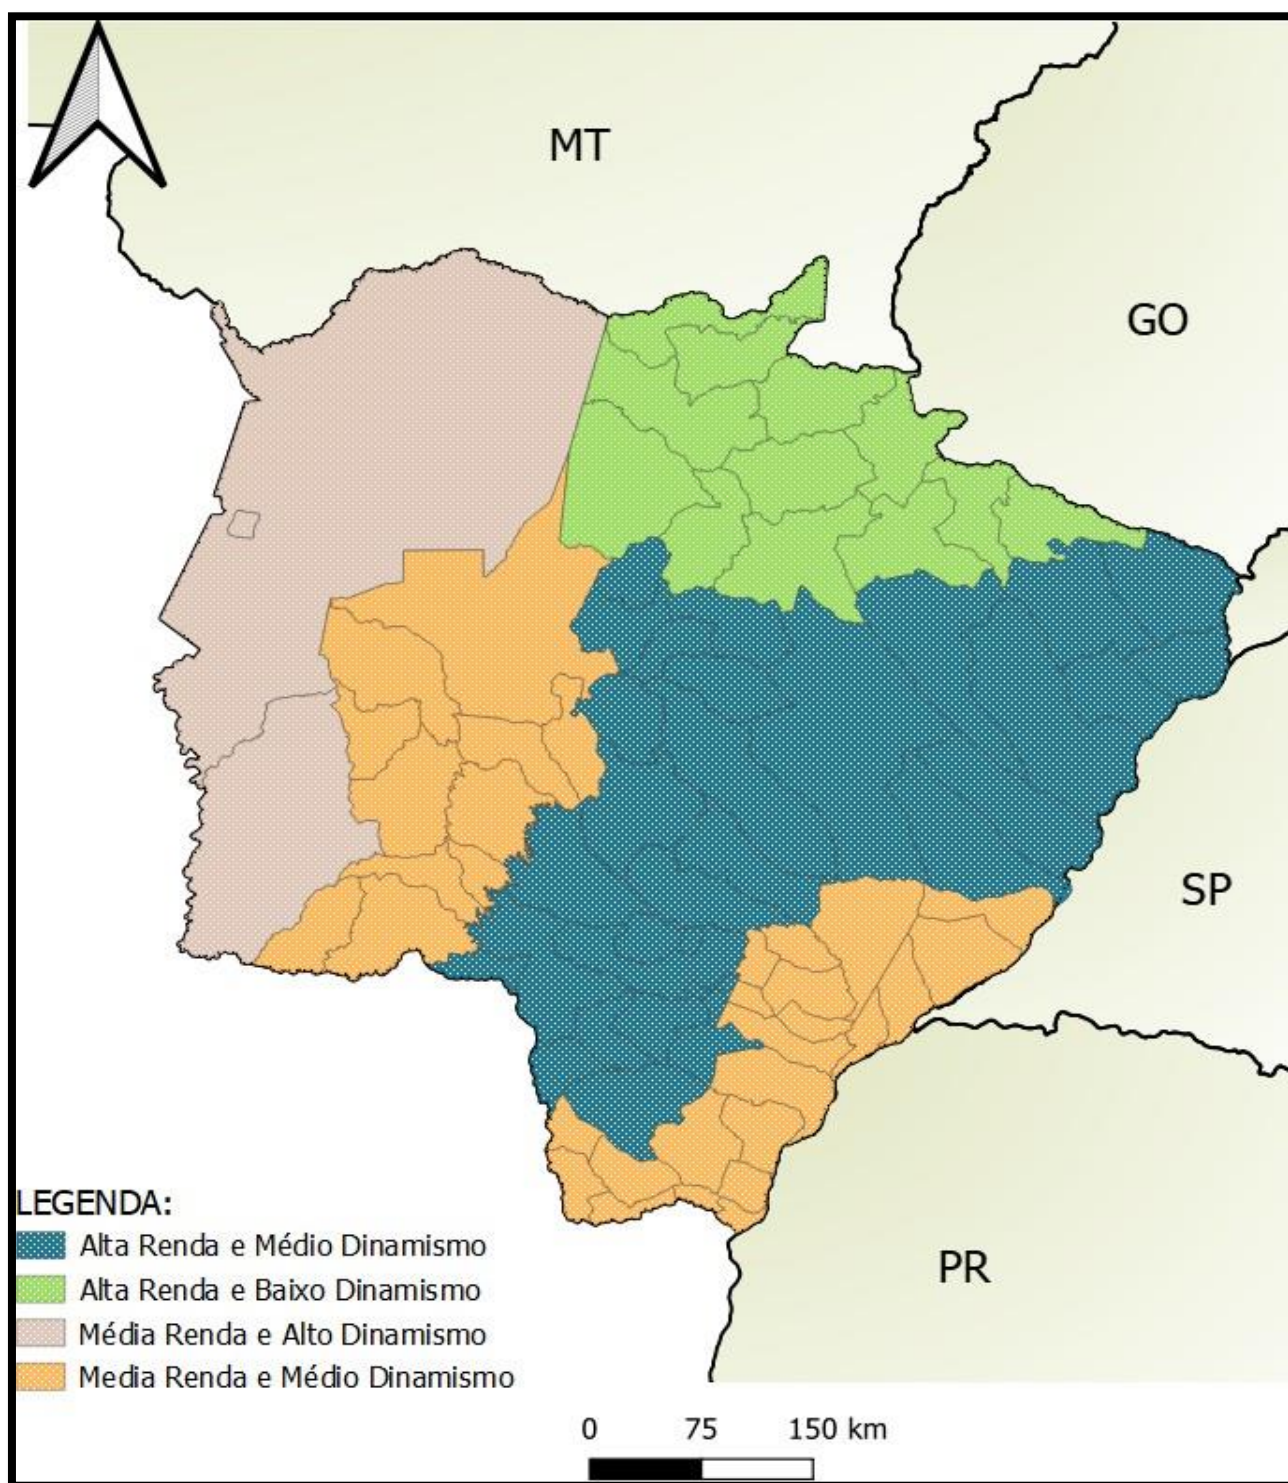 MT
GO
SP
PR
LEGENDA:
Alta Renda e Médio Dinamismo
Alta Renda e Baixo Dinamismo
Média Renda e Alto Dinamismo
Media Renda e Médio Dinamismo
0 75 150 km